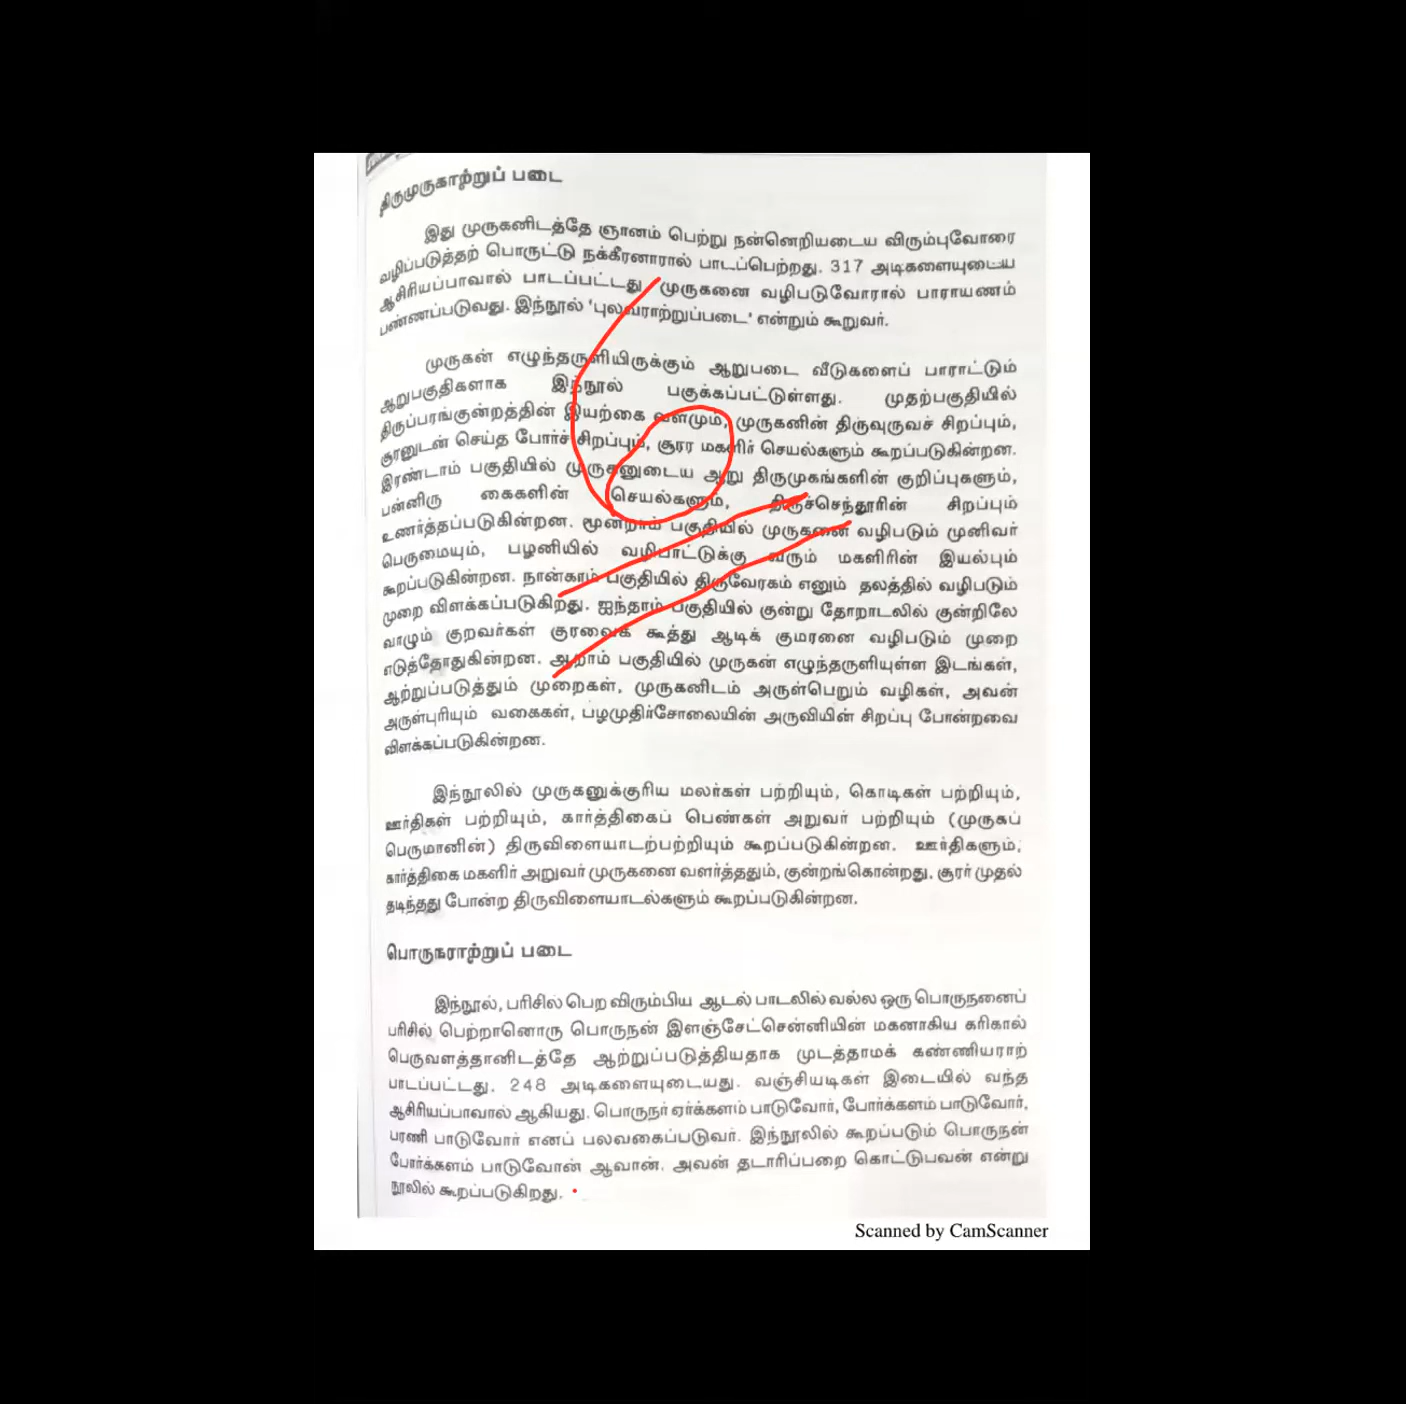 திருமுருகாற்றுப் படை
இது முருகனிடத்தே ஞானம் பெற்று நன்னெறியடைய விரும்புவோரை
வழிப்படுத்தற் பொருட்டு நக்கீரனாரால் பாடப்பெற்றது. 317 அடிகளையுடைய
ஆசிரியப்பாவால் பாடப்பட்டது முருகனை வழிபடுவோரால் பாராயணம்
பண்ணப்படுவது. இந்நூல் 'புலவராற்றுப்படை' என்றும் கூறுவர்.
முருகன் எழுந்தருளியிருக்கும் ஆறுபடை வீடுகளைப் பாராட்டும்
ஆறுபகுதிகளாக இந்நூல் பகுக்கப்பட்டுள்ளது. முதற்பகுதியில்
திருப்பரங்குன்றத்தின் இயற்கை வளமும், முருகனின் திருவுருவச் சிறப்பும்,
சூரனுடன் செய்த போர்ச் சிறப்பும், சூரர மகளிர் செயல்களும் கூறப்படுகின்றன.
இரண்டாம் பகுதியில் முருகனுடைய ஆறு திருமுகங்களின் குறிப்புகளும்,
பன்னிரு கைகளின் செயல்களும், திருச்செந்தூரின் சிறப்பும்
உணர்த்தப்படுகின்றன. மூன்றாம் பகுதியில் முருகனை வழிபடும் முனிவர்
பெருமையும், பழனியில் வழிபாட்டுக்கு வரும் மகளிரின் இயல்பும்
கூறப்படுகின்றன. நான்காம் பகுதியில் திருவேரகம் எனும் தலத்தில் வழிபடும்
முறை விளக்கப்படுகிறது. ஐந்தாம் பகுதியில் குன்று தோறாடலில் குன்றிலே
வாழும் குறவர்கள் குரவைக் கூத்து ஆடிக் குமரனை வழிபடும் முறை
எடுத்தோதுகின்றன. ஆறாம் பகுதியில் முருகன் எழுந்தருளியுள்ள இடங்கள்,
ஆற்றுப்படுத்தும் முறைகள், முருகனிடம் அருள்பெறும் வழிகள், அவன்
அருள்புரியும் வகைகள், பழமுதிர்சோலையின் அருவியின் சிறப்பு போன்றவை
விளக்கப்படுகின்றன.
இந்நூலில் முருகனுக்குரிய மலர்கள் பற்றியும், கொடிகள் பற்றியும்,
ஊர்திகள் பற்றியும், கார்த்திகைப் பெண்கள் அறுவர் பற்றியும் (முருகப்
பெருமானின்) திருவிளையாடற்பற்றியும் கூறப்படுகின்றன. ஊர்திகளும்,
கார்த்திகை மகளிர் அறுவர் முருகனை வளர்த்ததும், குன்றங்கொன்றது, சூரர் முதல்
தடிந்தது போன்ற திருவிளையாடல்களும் கூறப்படுகின்றன.
பொருநராற்றுப் படை
இந்நூல், பரிசில் பெற விரும்பிய ஆடல் பாடலில் வல்ல ஒரு பொருநனைப்
பரிசில் பெற்றானொரு பொருநன் இளஞ்சேட்சென்னியின் மகனாகிய கரிகால்
பெருவளத்தானிடத்தே ஆற்றுப்படுத்தியதாக முடத்தாமக் கண்ணியராற்
பாடப்பட்டது. 248 அடிகளையுடையது. வஞ்சியடிகள் இடையில் வந்த
ஆசிரியப்பாவால் ஆகியது. பொருநர் ஏர்க்களம் பாடுவோர், போர்க்களம் பாடுவோர்,
பரணி பாடுவோர் எனப் பலவகைப்படுவர். இந்நூலில் கூறப்படும் பொருநன்
போர்க்களம் பாடுவோன் ஆவான். அவன் தடாரிப்பறை கொட்டுபவன் என்று
நூலில் கூறப்படுகிறது.
Scanned by CamScanner